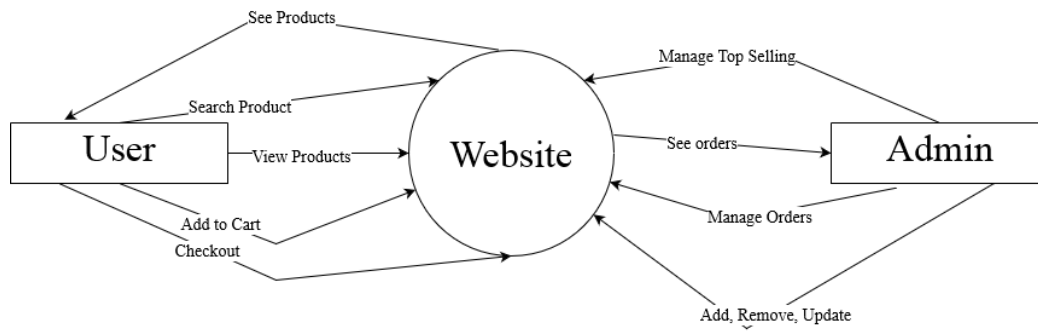 See Products
Manage Top Selling
Search Product
User
View Products
Website
See orders
Admin
Add to Cart
Manage Orders
Checkout
Add, Remove, Update